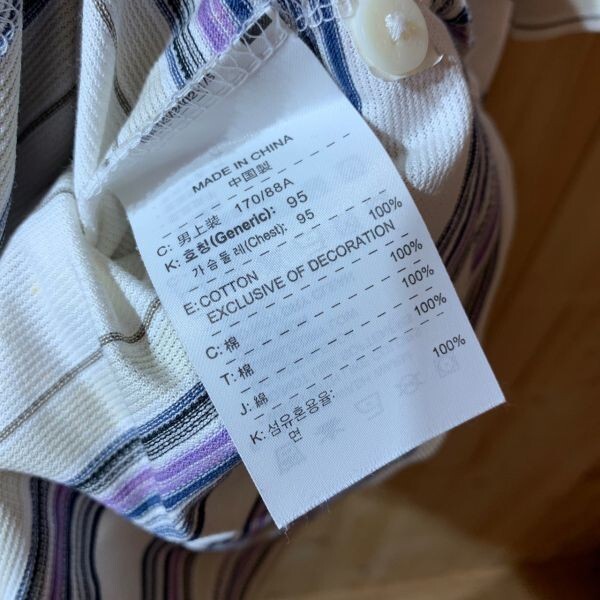 MADE IN CHINA
中国製
C: 男上装 170/88A
K: 호칭(Generic): 95
가슴둘레(Chest): 95
E: COTTON 100%
EXCLUSIVE OF DECORATION
C: 棉 100%
T: 棉 100%
J: 綿 100%
K: 섬유혼용율:
면 100%